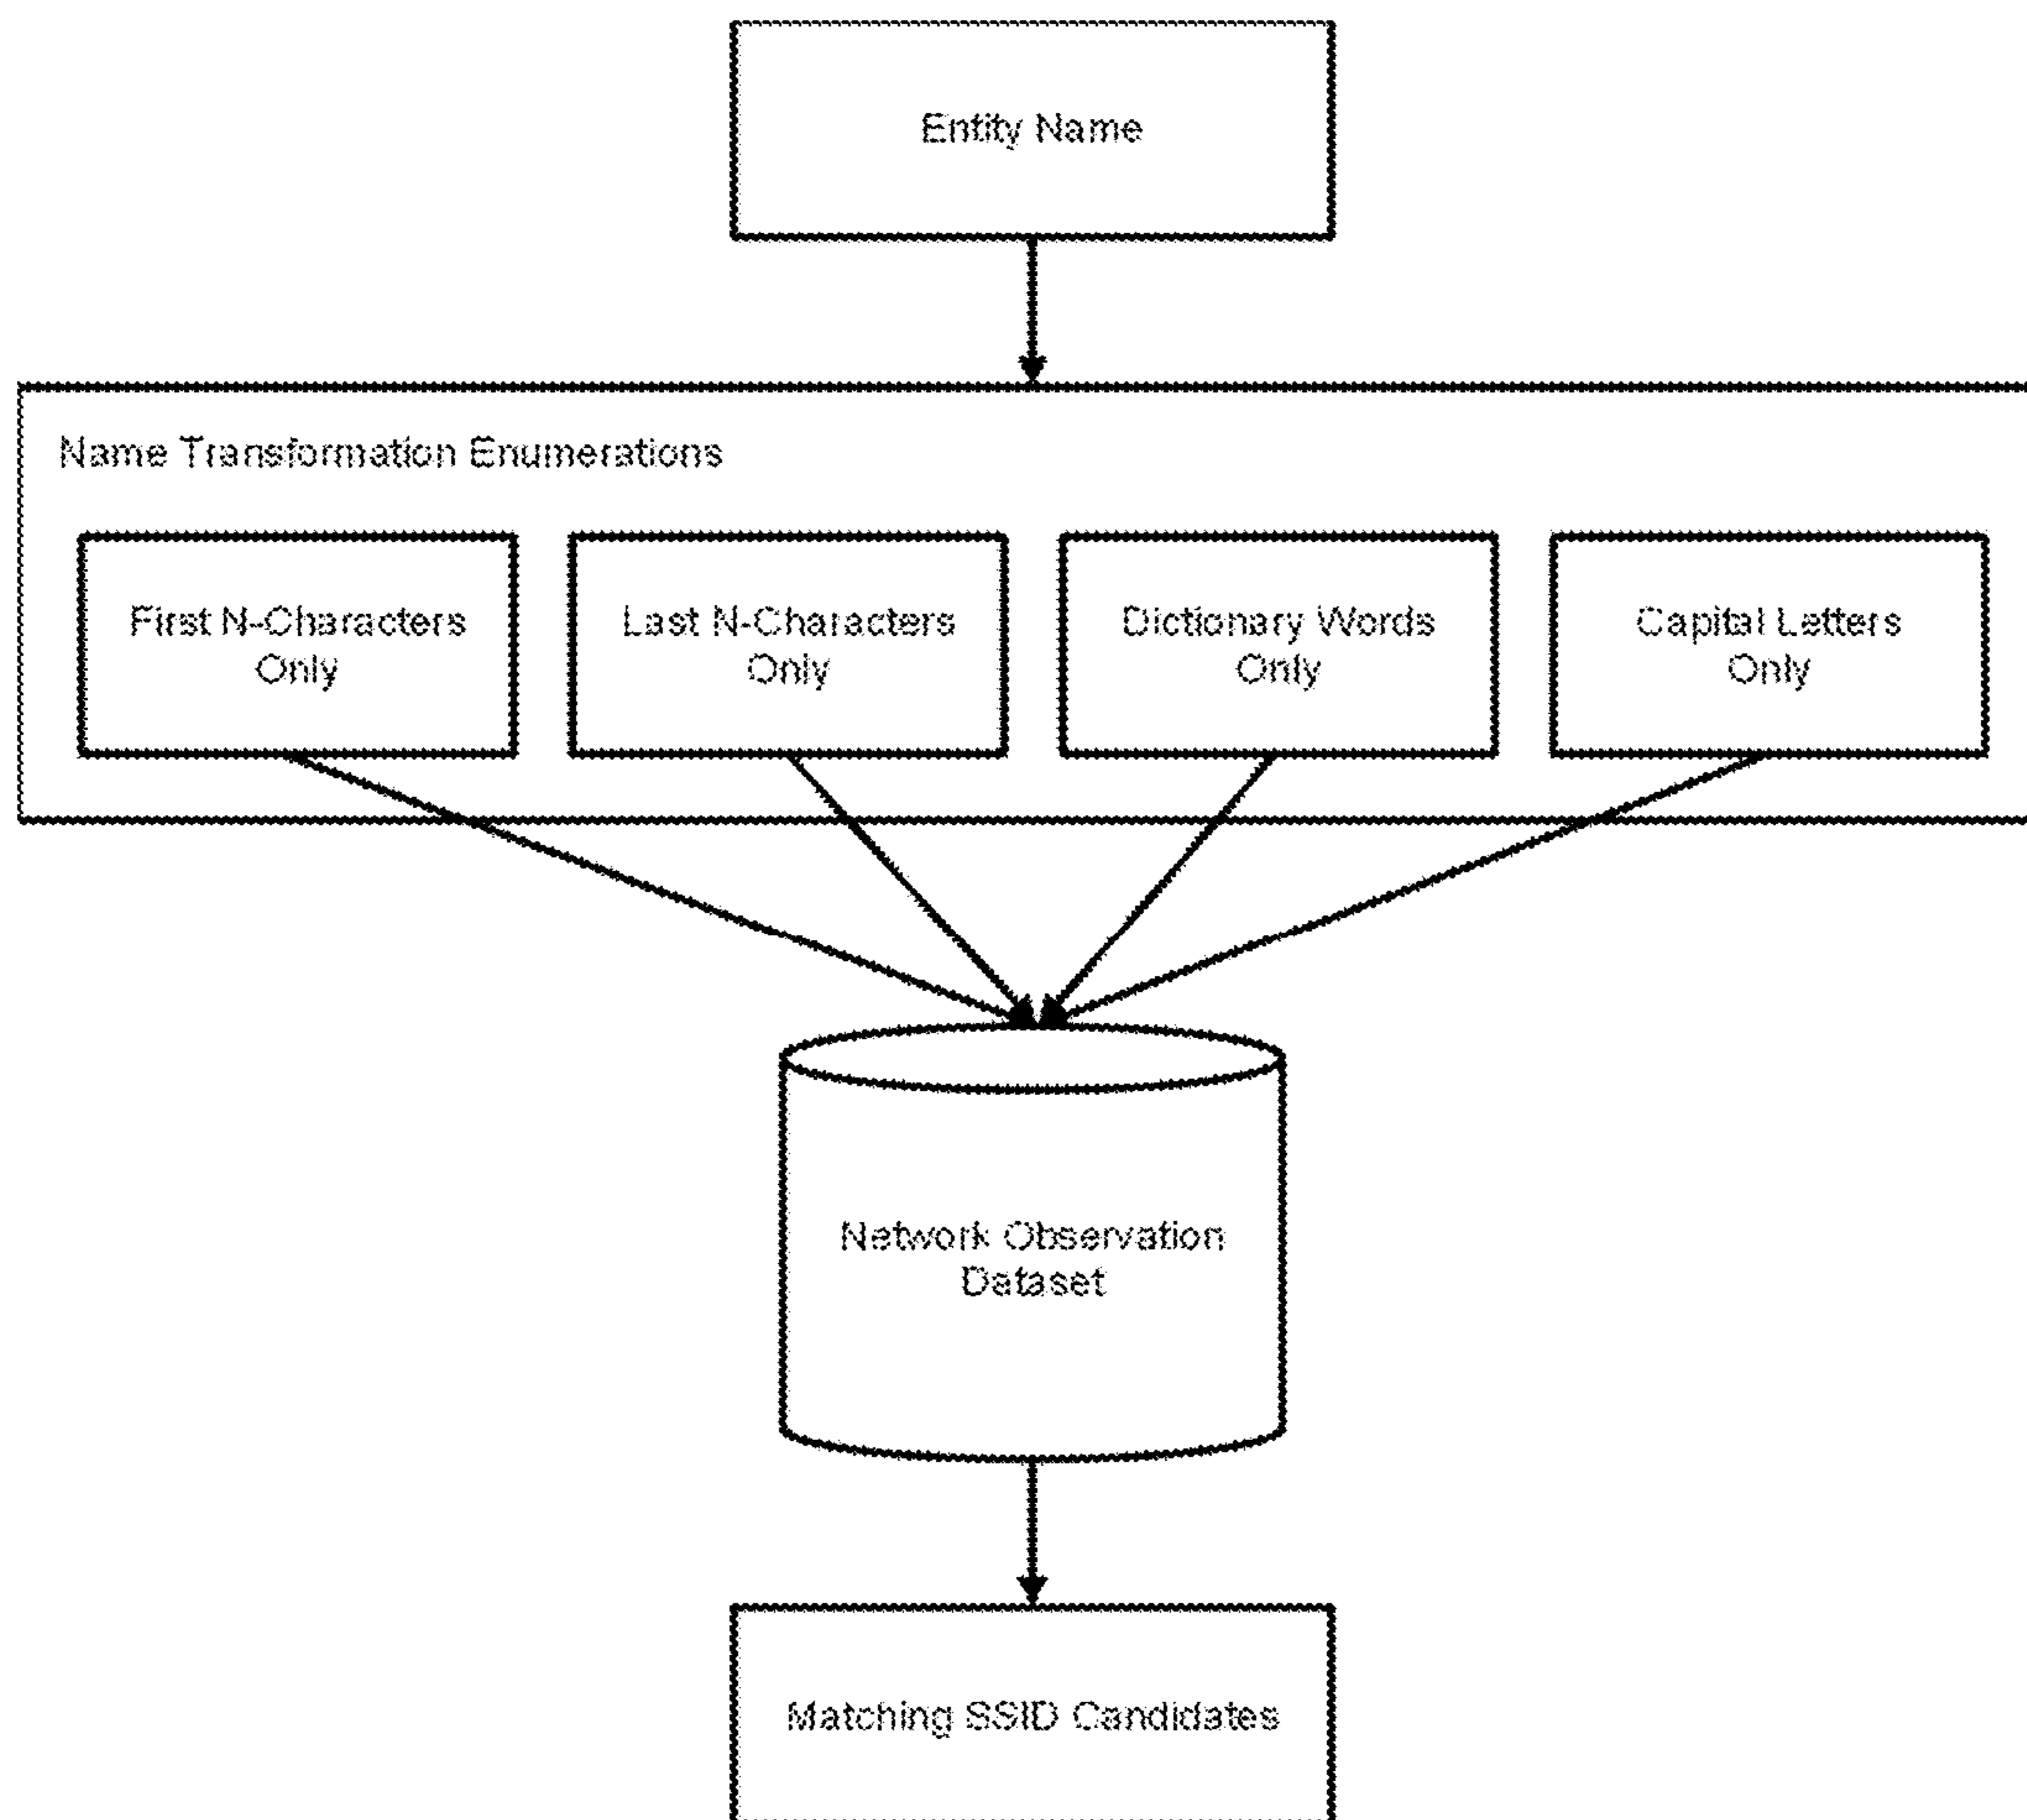 Entity Name
Name Transformation Enumerations
First N-Characters
Only
Last N-Characters
Only
Dictionary Words
Only
Capital Letters
Only
Network Observation
Dataset
Matching SSID Candidates